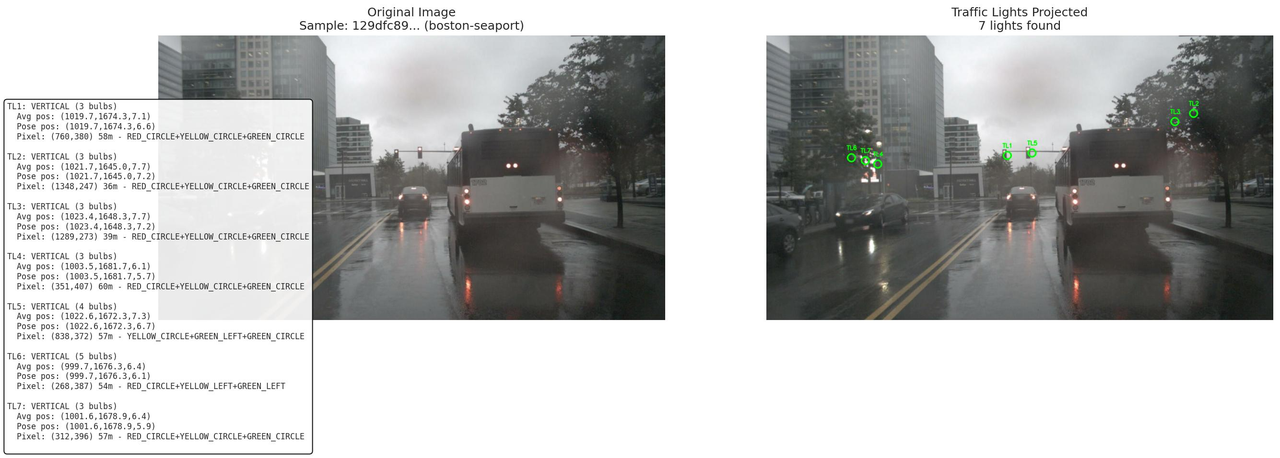 Original Image
Sample: 129dfc89... (boston-seaport)
Traffic Lights Projected
7 lights found
TL1: VERTICAL (3 bulbs)
Avg pos: (1019.7,1674.3,7.1)
Pose pos: (1019.7,1674.3,6.6)
Pixel: (760,380) 58m - RED_CIRCLE+YELLOW_CIRCLE+GREEN_CIRCLE
TL2: VERTICAL (3 bulbs)
Avg pos: (1021.7,1645.0,7.7)
Pose pos: (1021.7,1645.0,7.2)
Pixel: (1348,247) 36m - RED_CIRCLE+YELLOW_CIRCLE+GREEN_CIRCLE
TL3: VERTICAL (3 bulbs)
Avg pos: (1023.4,1648.3,7.7)
Pose pos: (1023.4,1648.3,7.2)
Pixel: (1289,273) 39m - RED_CIRCLE+YELLOW_CIRCLE+GREEN_CIRCLE
TL4: VERTICAL (3 bulbs)
Avg pos: (1003.5,1681.7,6.1)
Pose pos: (1003.5,1681.7,5.7)
Pixel: (351,407) 60m - RED_CIRCLE+YELLOW_CIRCLE+GREEN_CIRCLE
TL5: VERTICAL (4 bulbs)
Avg pos: (1022.6,1672.3,7.3)
Pose pos: (1022.6,1672.3,6.7)
Pixel: (838,372) 57m - YELLOW_CIRCLE+GREEN_LEFT+GREEN_CIRCLE
TL6: VERTICAL (5 bulbs)
Avg pos: (999.7,1676.3,6.4)
Pose pos: (999.7,1676.3,6.1)
Pixel: (268,387) 54m - RED_CIRCLE+YELLOW_LEFT+GREEN_LEFT
TL7: VERTICAL (3 bulbs)
Avg pos: (1001.6,1678.9,6.4)
Pose pos: (1001.6,1678.9,5.9)
Pixel: (312,396) 57m - RED_CIRCLE+YELLOW_CIRCLE+GREEN_CIRCLE
TL2
TL3
TL1
TL5
TL6
TL7
TL4